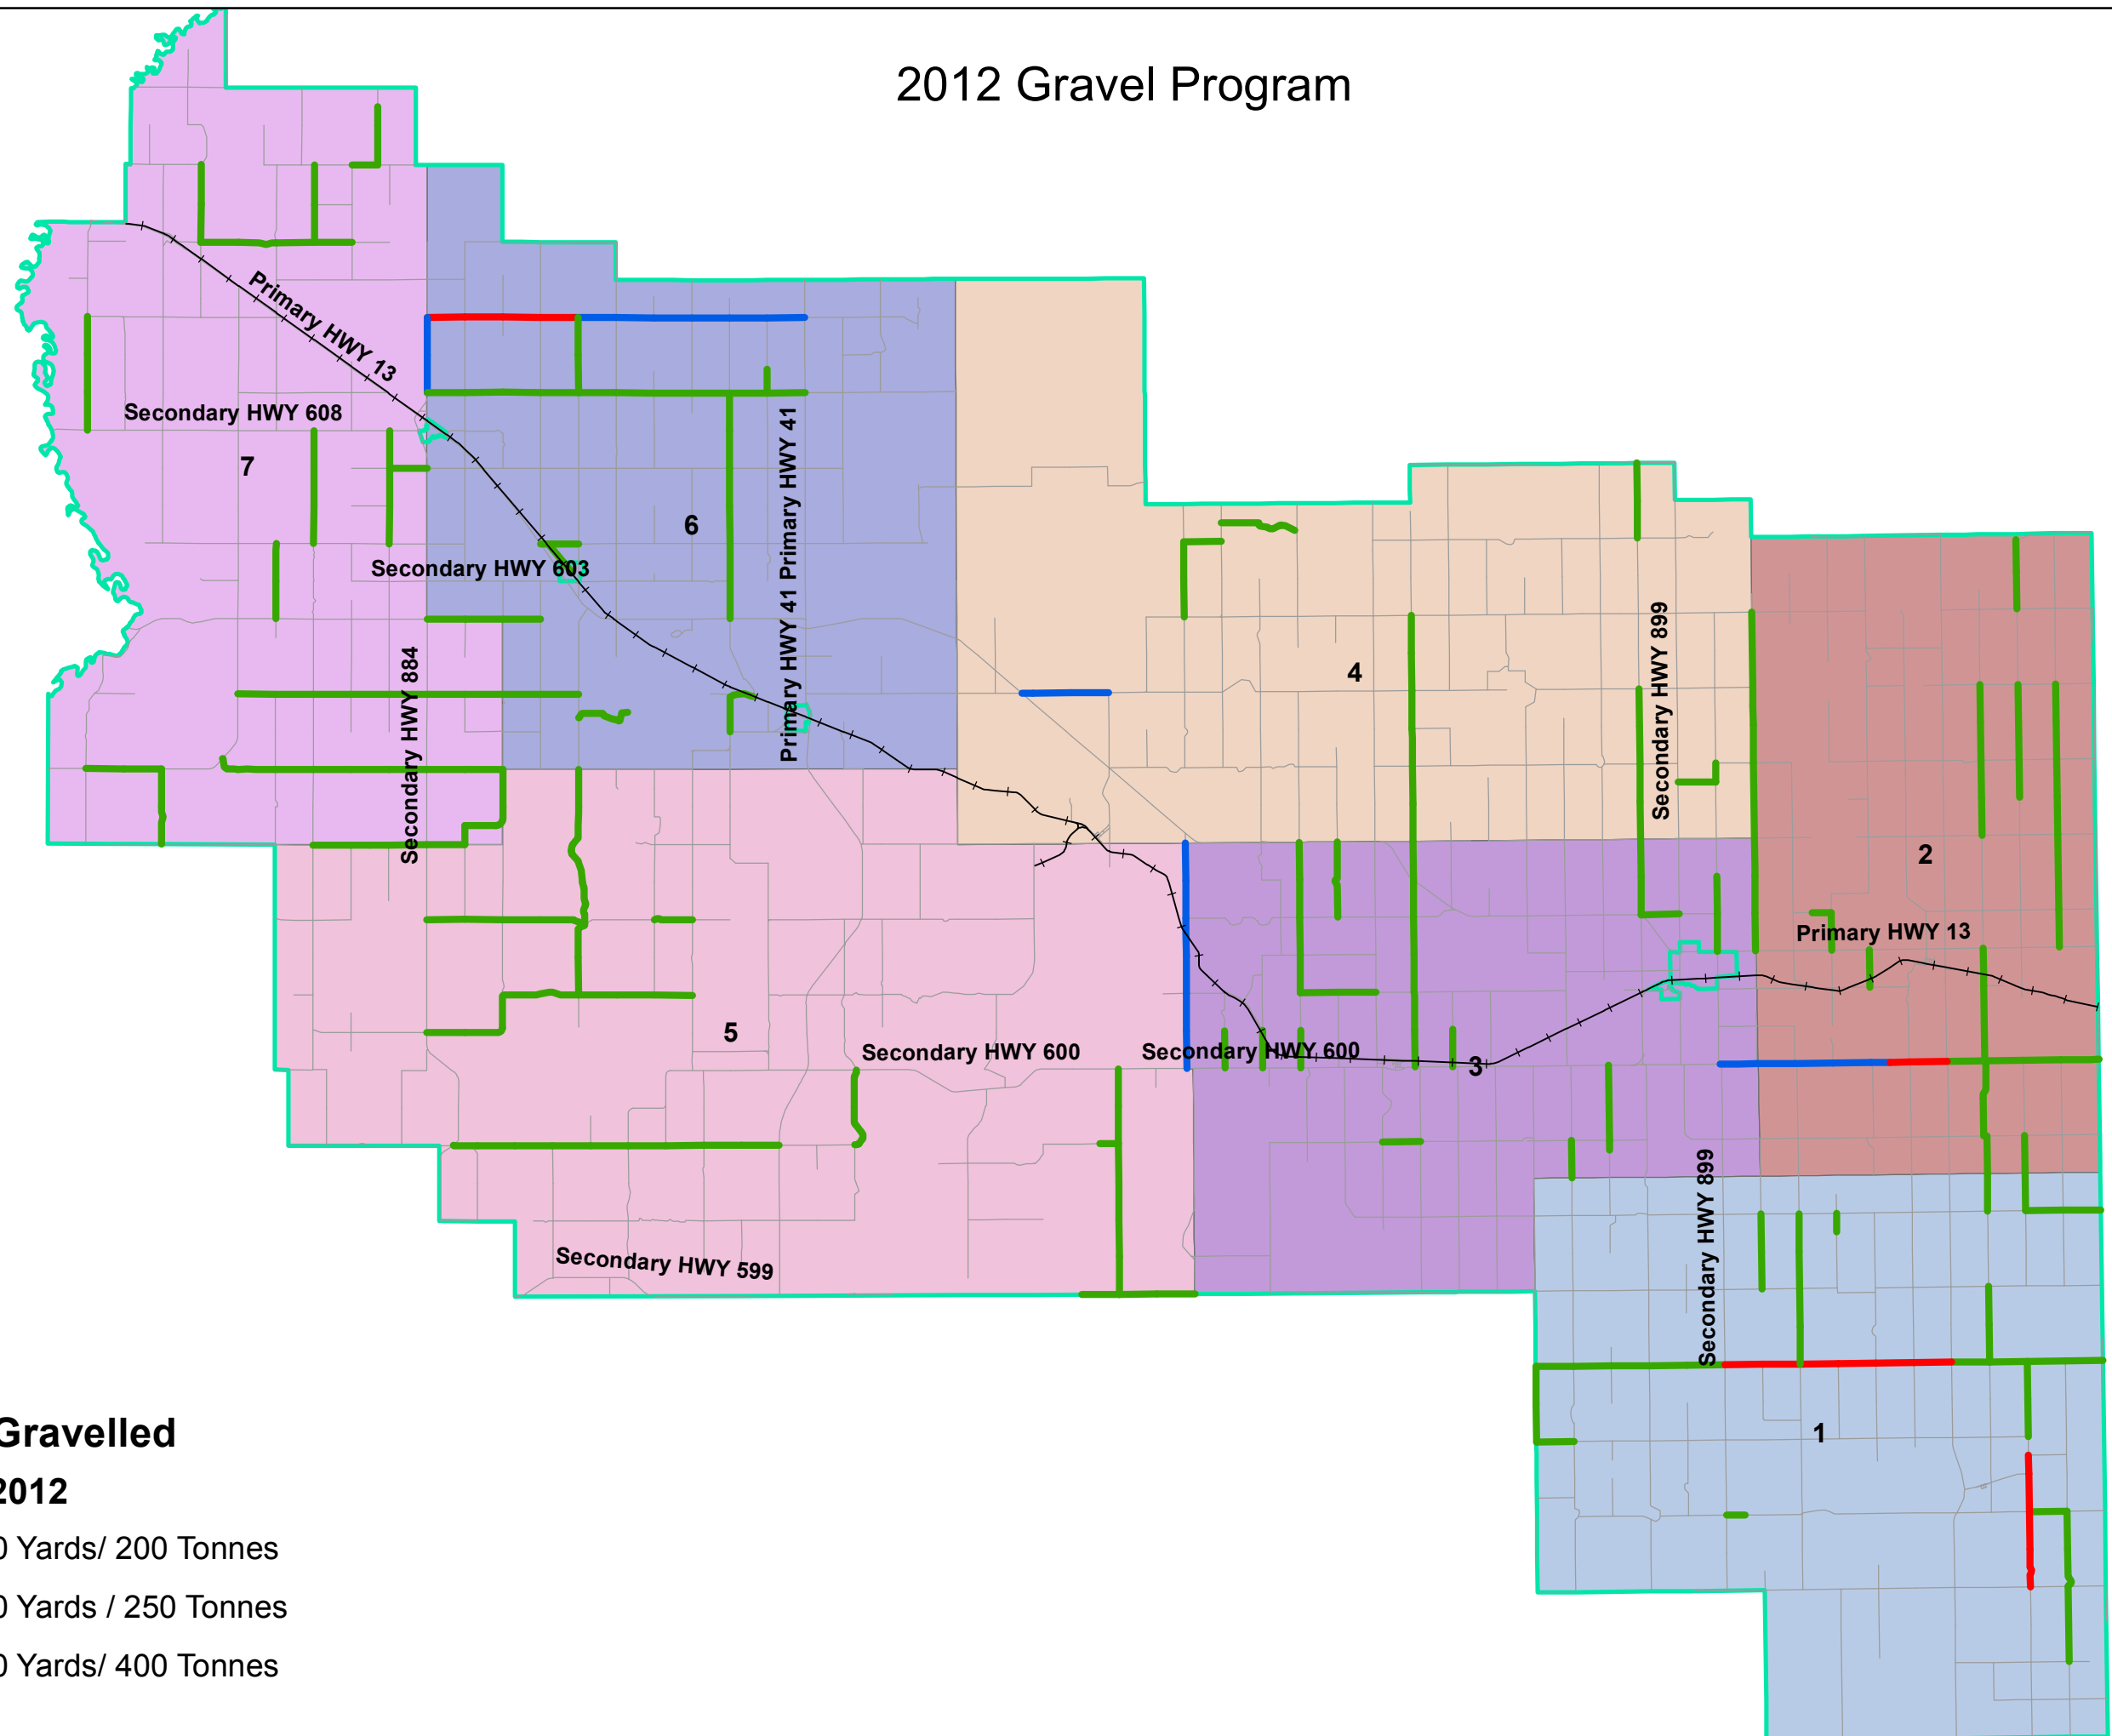 2012 Gravel Program
Primary HWY 13
Secondary HWY 608
7
6
Primary HWY 41 Primary HWY 41
Secondary HWY 603
4
Secondary HWY 899
Secondary HWY 884
2
Primary HWY 13
5
Secondary HWY 600
Secondary HWY 600
3
Secondary HWY 899
Secondary HWY 599
1
Gravelled
2012
0 Yards/ 200 Tonnes
0 Yards / 250 Tonnes
0 Yards/ 400 Tonnes